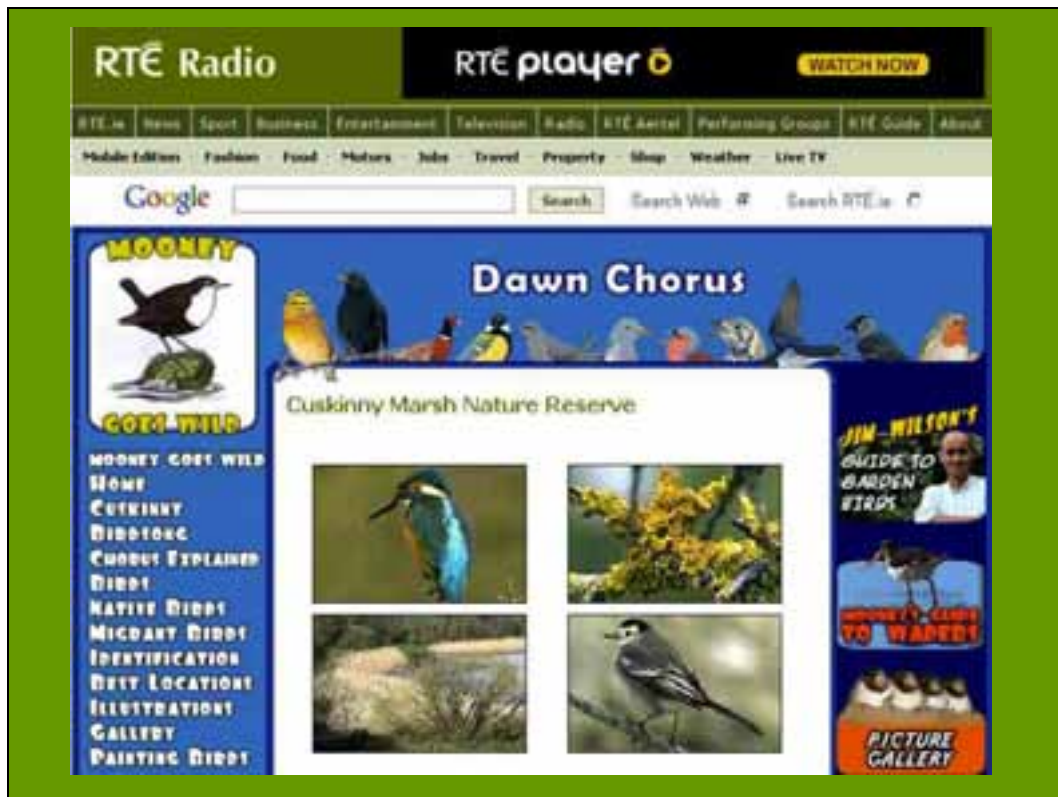 RTÉ Radio
RTÉ player
WATCH NOW
RTÉ.ie News Sport Business Entertainment Television Radio RTÉ Aertel Performing Groups RTÉ Guide About
Mobile Edition Fashion Food Motors Jobs Travel Property Shop Weather Live TV
Google Search Search Web Search RTÉ.ie
MOONEY
GOES WILD
Dawn Chorus
Cuskinny Marsh Nature Reserve
MOONEY GOES WILD
HOME
CUSKINNY
BIRDSONG
CHORUS EXPLAINED
BIRDS
NATIVE BIRDS
MIGRANT BIRDS
IDENTIFICATION
BEST LOCATIONS
ILLUSTRATIONS
GALLERY
PAINTING BIRDS
JIM WILSON'S
GUIDE TO
GARDEN
BIRDS
MOONEY'S GUIDE
TO WADERS
PICTURE
GALLERY